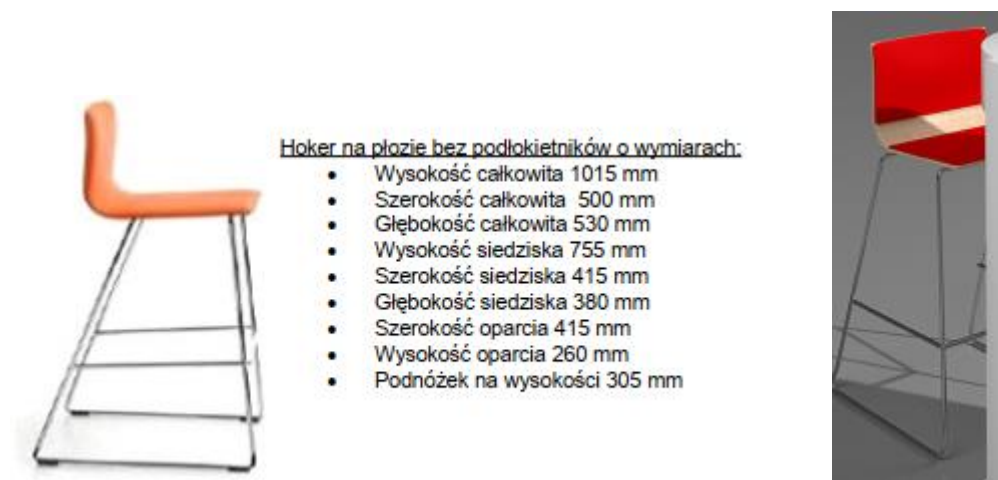 Hoker na płozie bez podłokietników o wymiarach:
• Wysokość całkowita 1015 mm
• Szerokość całkowita  500 mm
• Głębokość całkowita 530 mm
• Wysokość siedziska 755 mm
• Szerokość siedziska 415 mm
• Głębokość siedziska 380 mm
• Szerokość oparcia 415 mm
• Wysokość oparcia 260 mm
• Podnóżek na wysokości 305 mm